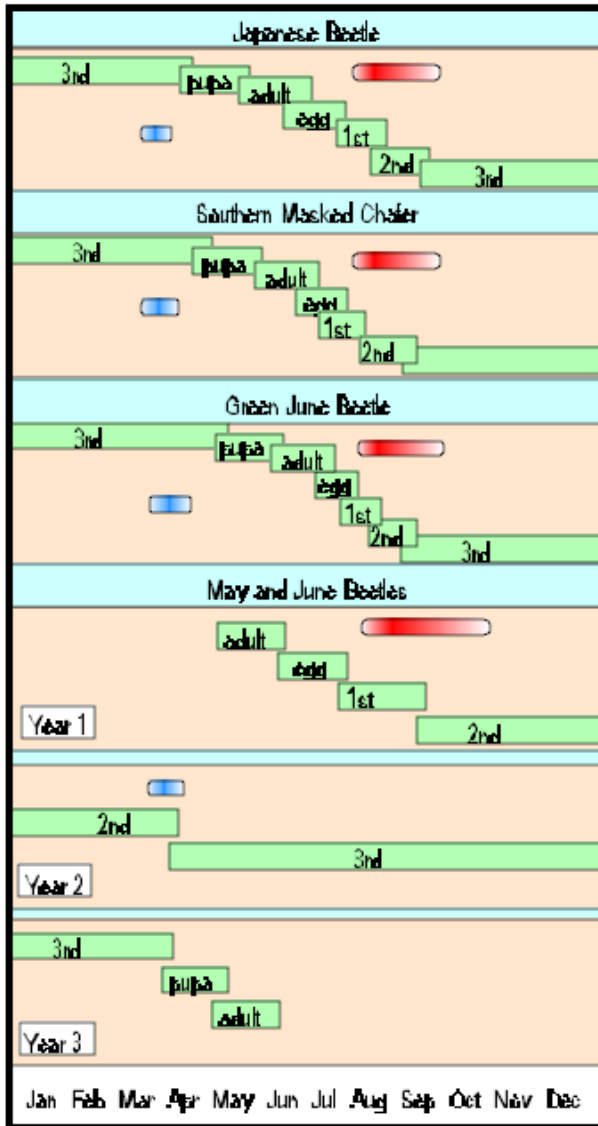 Japanese Beetle
3rd
pupa
adult
egg
1st
2nd
3rd
Southern Masked Chafer
3rd
pupa
adult
egg
1st
2nd
Green June Beetle
3rd
pupa
adult
egg
1st
2nd
3rd
May and June Beetles
adult
egg
1st
2nd
Year 1
2nd
3rd
Year 2
3rd
pupa
adult
Year 3
Jan Feb Mar Apr May Jun Jul Aug Sep Oct Nov Dec